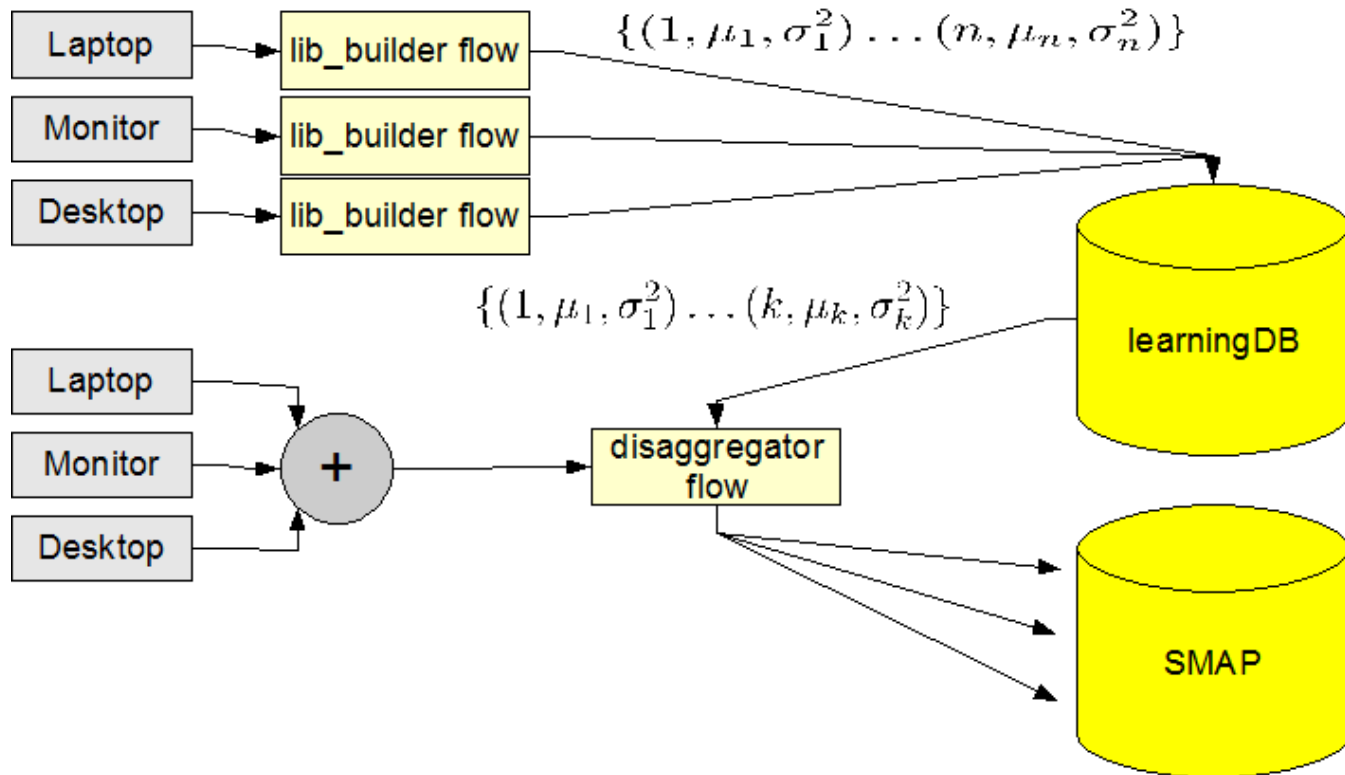 Laptop
lib_builder flow
{(1, μ₁, σ₁²) … (n, μₙ, σₙ²)}
Monitor
lib_builder flow
Desktop
lib_builder flow
{(1, μ₁, σ₁²) … (k, μₖ, σₖ²)}
learningDB
Laptop
Monitor
+
disaggregator
flow
Desktop
SMAP